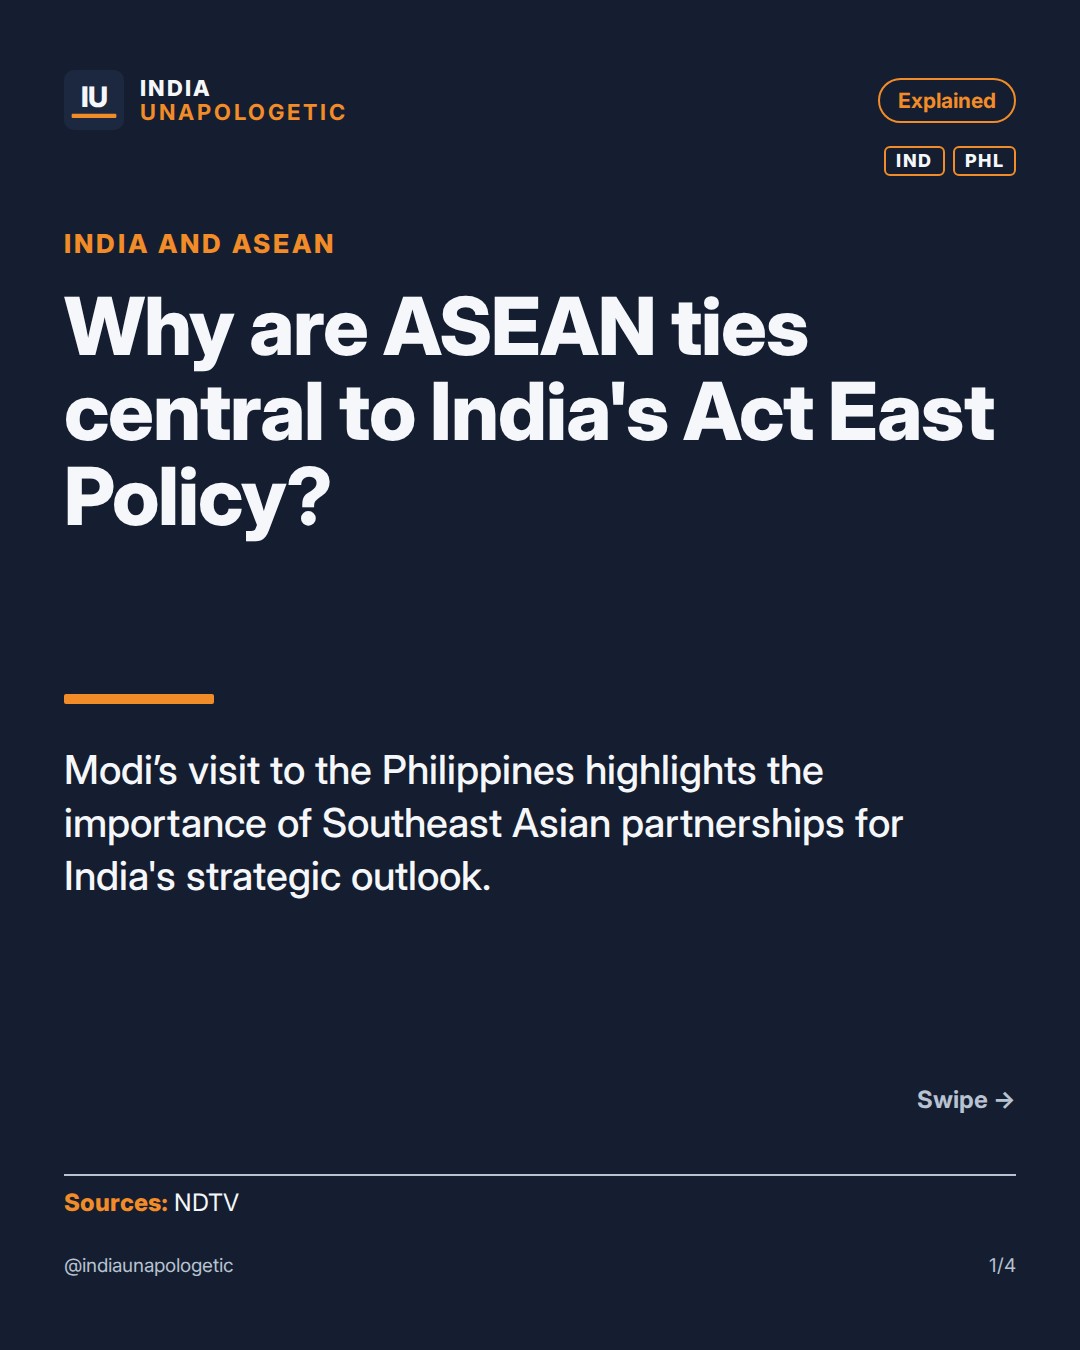 IU
INDIA
UNAPOLOGETIC
Explained
IND PHL
INDIA AND ASEAN
Why are ASEAN ties
central to India's Act East
Policy?
Modi’s visit to the Philippines highlights the
importance of Southeast Asian partnerships for
India's strategic outlook.
Swipe →
Sources: NDTV
@indiaunapologetic
1/4